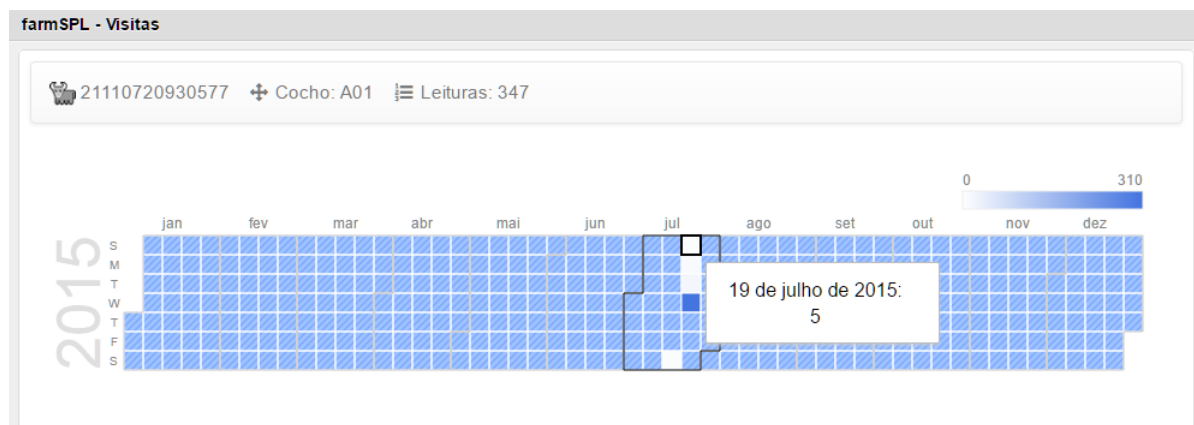 farmSPL - Visitas
21110720930577 Cocho: A01 Leituras: 347
0 310
jan fev mar abr mai jun jul ago set out nov dez
2015
S
M
T
W
T
F
S
19 de julho de 2015:
5